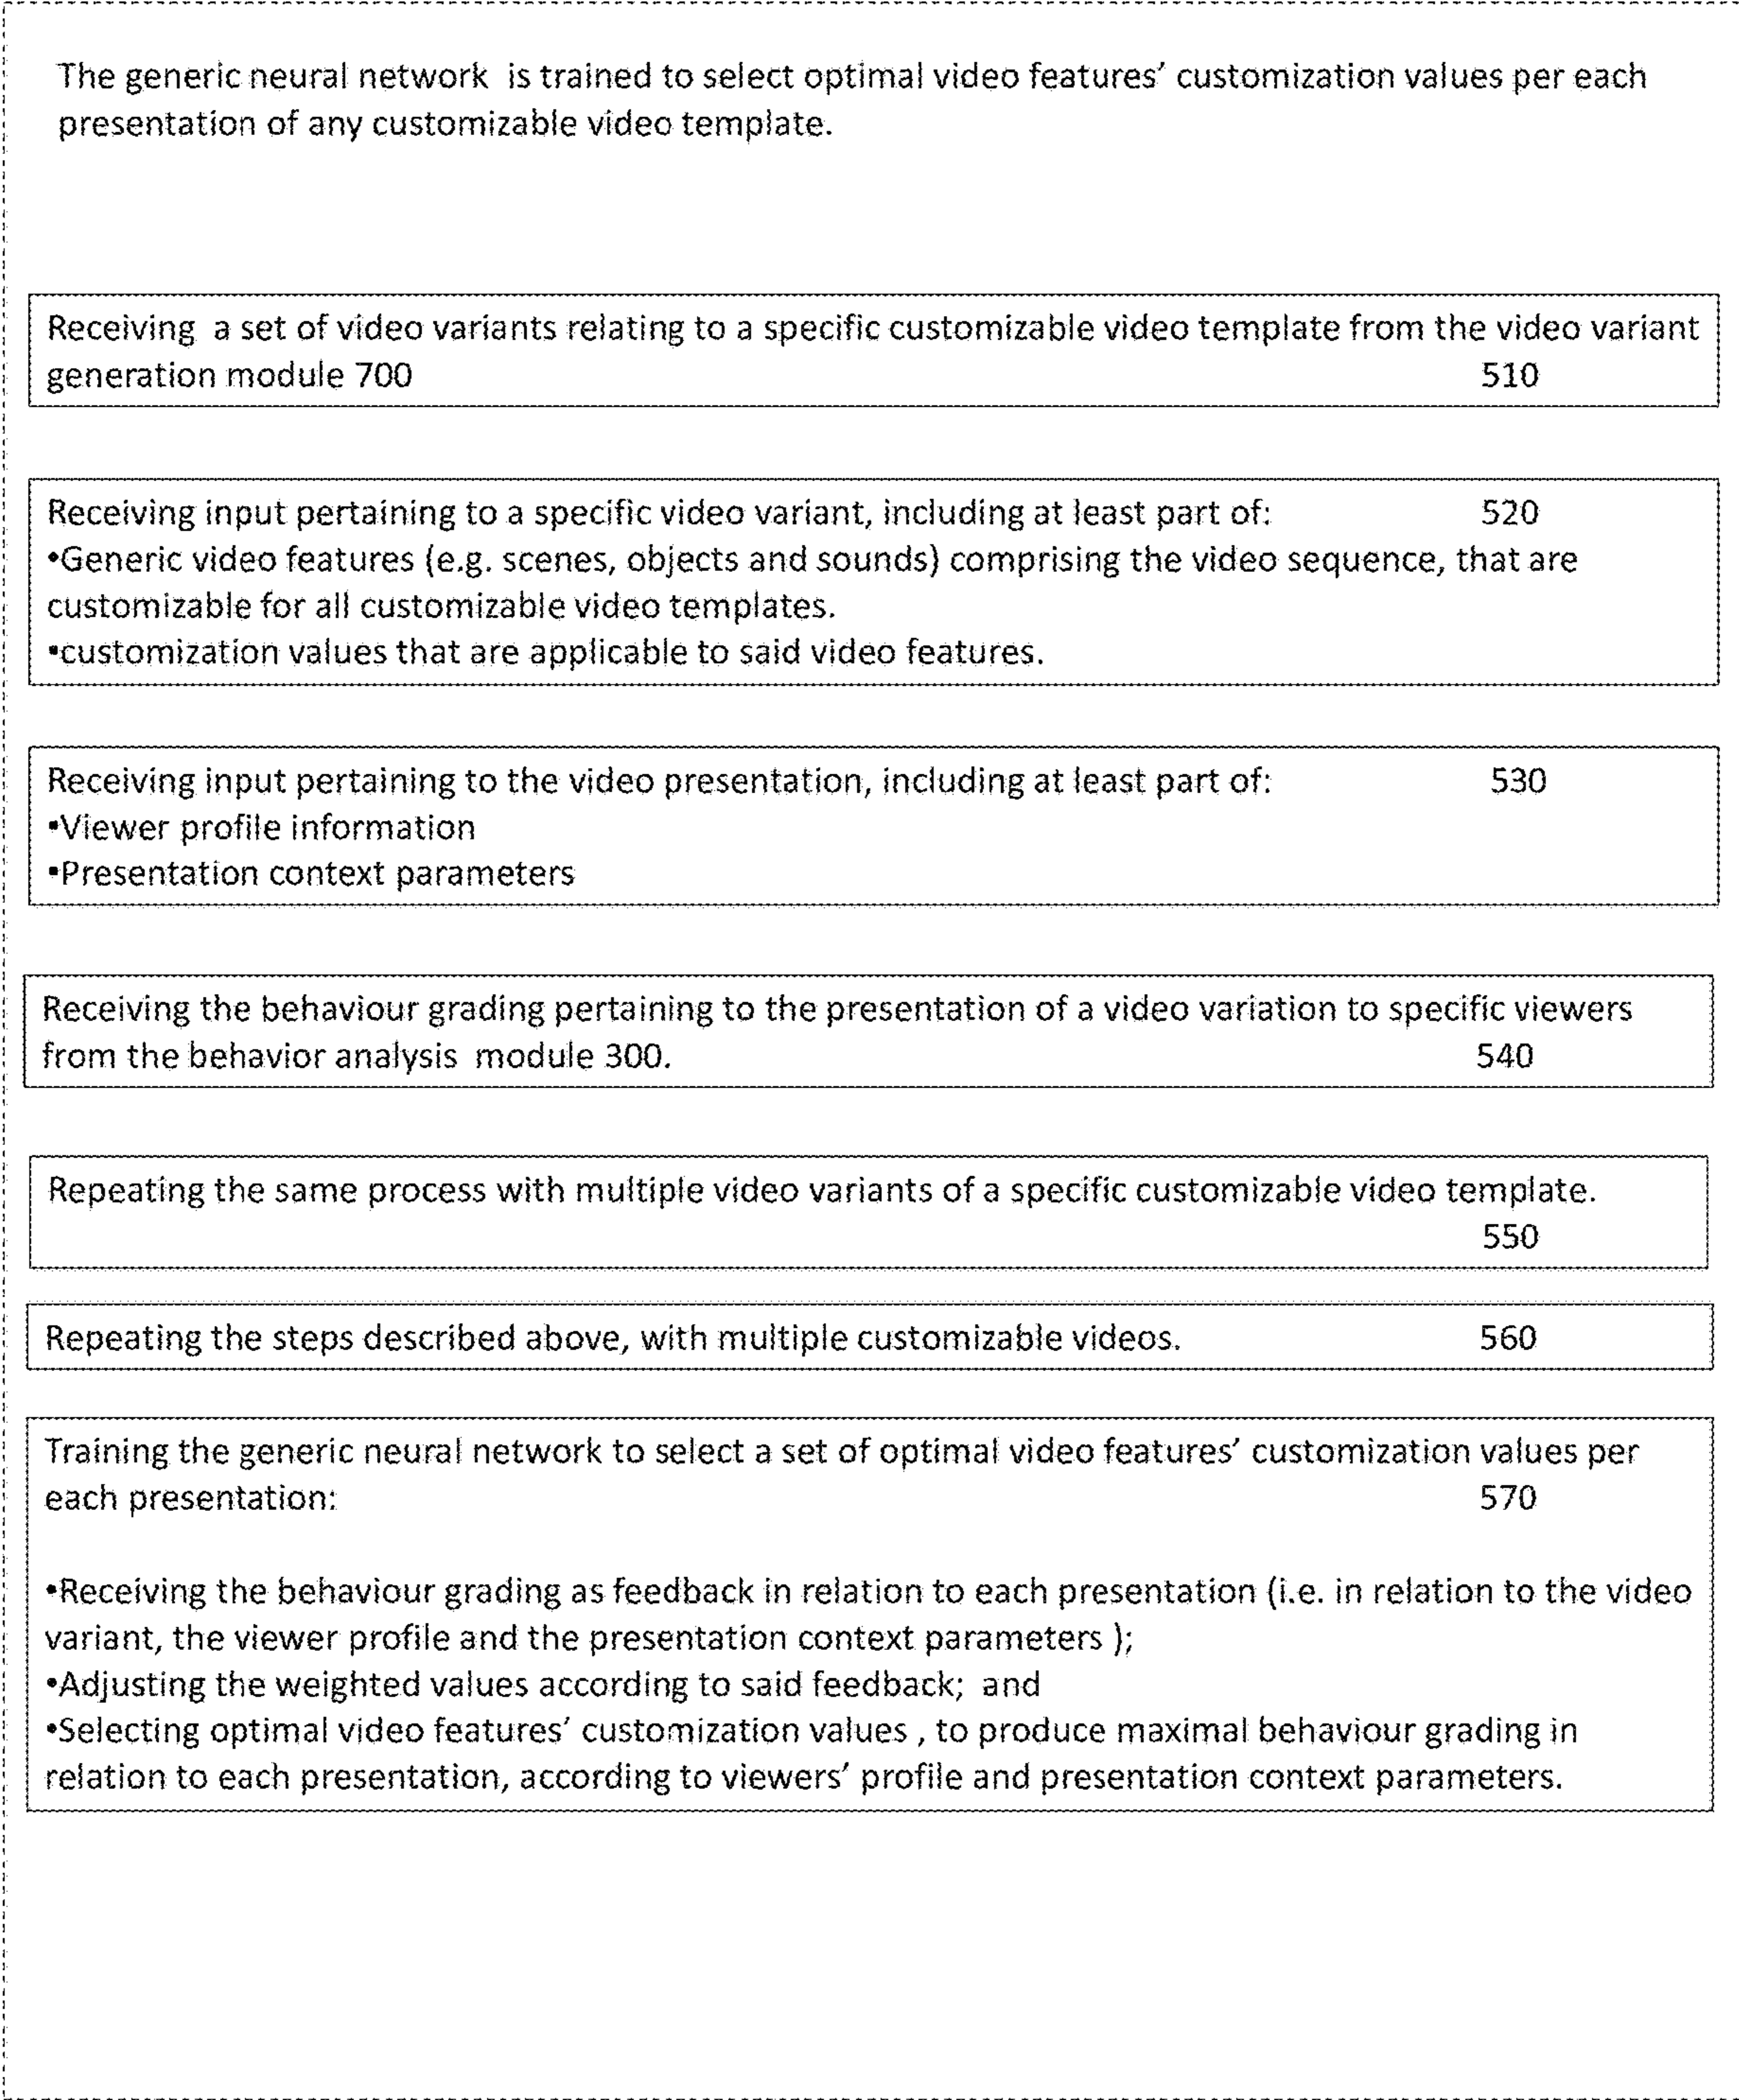 The generic neural network is trained to select optimal video features’ customization values per each
presentation of any customizable video template.
Receiving a set of video variants relating to a specific customizable video template from the video variant
generation module 700 510
Receiving input pertaining to a specific video variant, including at least part of: 520
•Generic video features (e.g. scenes, objects and sounds) comprising the video sequence, that are
customizable for all customizable video templates.
•customization values that are applicable to said video features.
Receiving input pertaining to the video presentation, including at least part of: 530
•Viewer profile information
•Presentation context parameters
Receiving the behaviour grading pertaining to the presentation of a video variation to specific viewers
from the behavior analysis module 300. 540
Repeating the same process with multiple video variants of a specific customizable video template.
550
Repeating the steps described above, with multiple customizable videos. 560
Training the generic neural network to select a set of optimal video features’ customization values per
each presentation: 570
•Receiving the behaviour grading as feedback in relation to each presentation (i.e. in relation to the video
variant, the viewer profile and the presentation context parameters );
•Adjusting the weighted values according to said feedback; and
•Selecting optimal video features’ customization values , to produce maximal behaviour grading in
relation to each presentation, according to viewers’ profile and presentation context parameters.